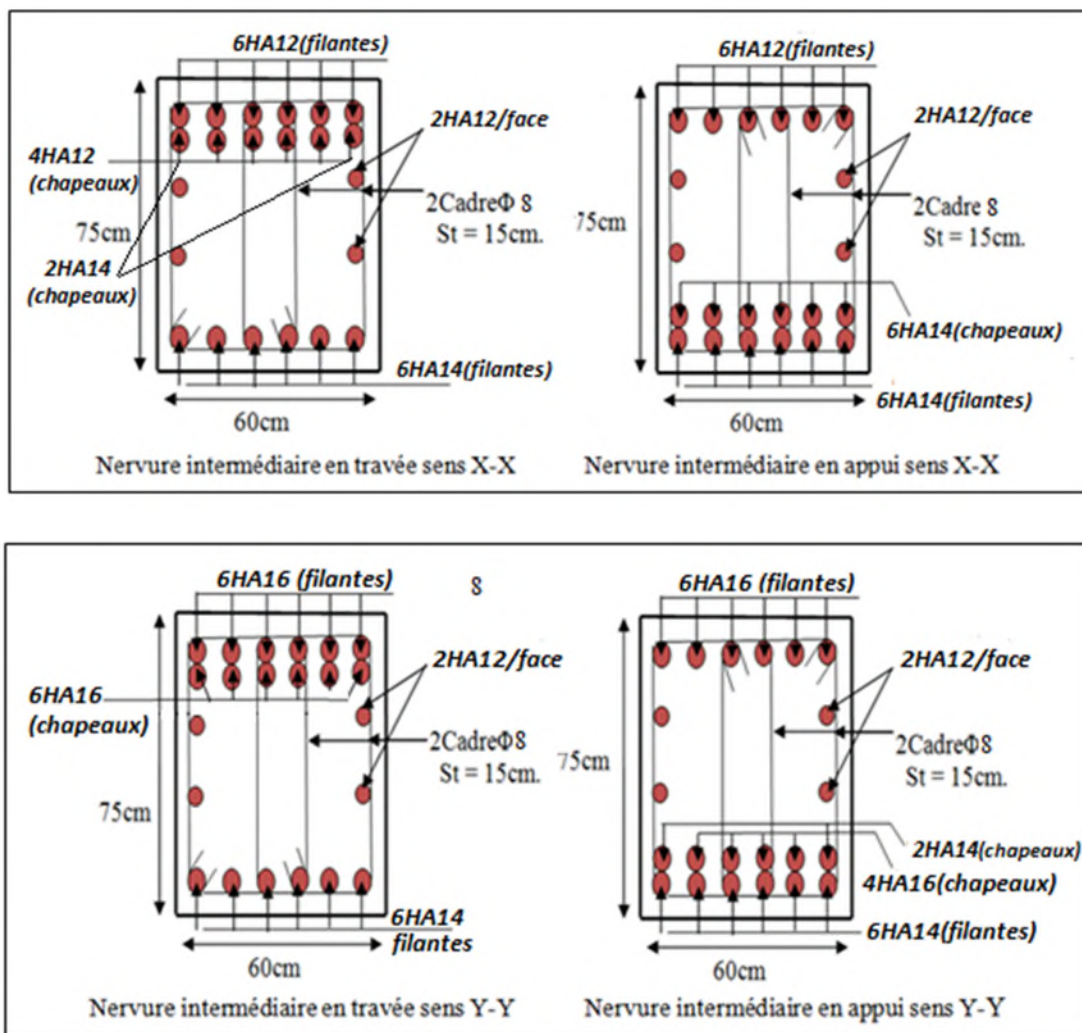 6HA12(filantes)
4HA12
(chapeaux)
75cm
2HA14
(chapeaux)
2HA12/face
2CadreΦ 8
St = 15cm.
6HA14(filantes)
60cm
Nervure intermédiaire en travée sens X-X
6HA12(filantes)
2HA12/face
2Cadre 8
St = 15cm.
75cm
6HA14(chapeaux)
6HA14(filantes)
60cm
Nervure intermédiaire en appui sens X-X
6HA16 (filantes)
8
2HA12/face
6HA16
(chapeaux)
2CadreΦ8
St = 15cm.
75cm
6HA14
filantes
60cm
Nervure intermédiaire en travée sens Y-Y
6HA16 (filantes)
2HA12/face
2CadreΦ8
St = 15cm.
75cm
2HA14(chapeaux)
4HA16(chapeaux)
6HA14(filantes)
60cm
Nervure intermédiaire en appui sens Y-Y